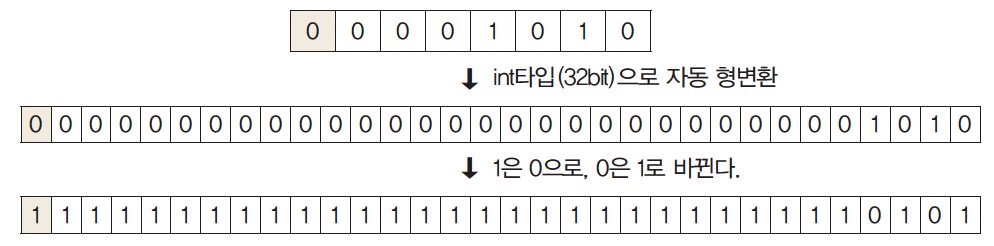 0 0 0 0 1 0 1 0
↓ int타입(32bit)으로 자동 형변환
0 0 0 0 0 0 0 0 0 0 0 0 0 0 0 0 0 0 0 0 0 0 0 0 0 0 0 0 1 0 1 0
↓ 1은 0으로, 0은 1로 바뀐다.
1 1 1 1 1 1 1 1 1 1 1 1 1 1 1 1 1 1 1 1 1 1 1 1 1 1 1 1 0 1 0 1